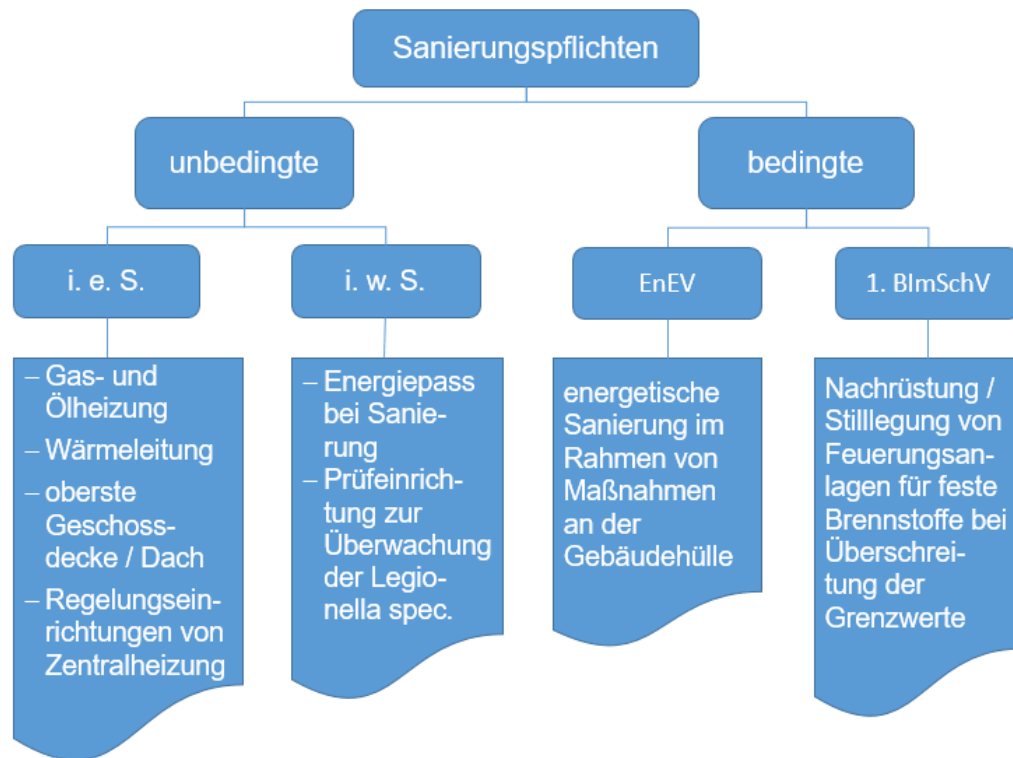 Sanierungspflichten
unbedingte
bedingte
i. e. S.
i. w. S.
EnEV
1. BImSchV
– Gas- und
Ölheizung
– Wärmeleitung
– oberste
Geschoss-
decke / Dach
– Regelungsein-
richtungen von
Zentralheizung
– Energiepass
bei Sanie-
rung
– Prüfeinrich-
tung zur
Überwachung
der Legio-
nella spec.
energetische
Sanierung im
Rahmen von
Maßnahmen
an der
Gebäudehülle
Nachrüstung /
Stilllegung von
Feuerungsan-
lagen für feste
Brennstoffe bei
Überschrei-
tung der
Grenzwerte